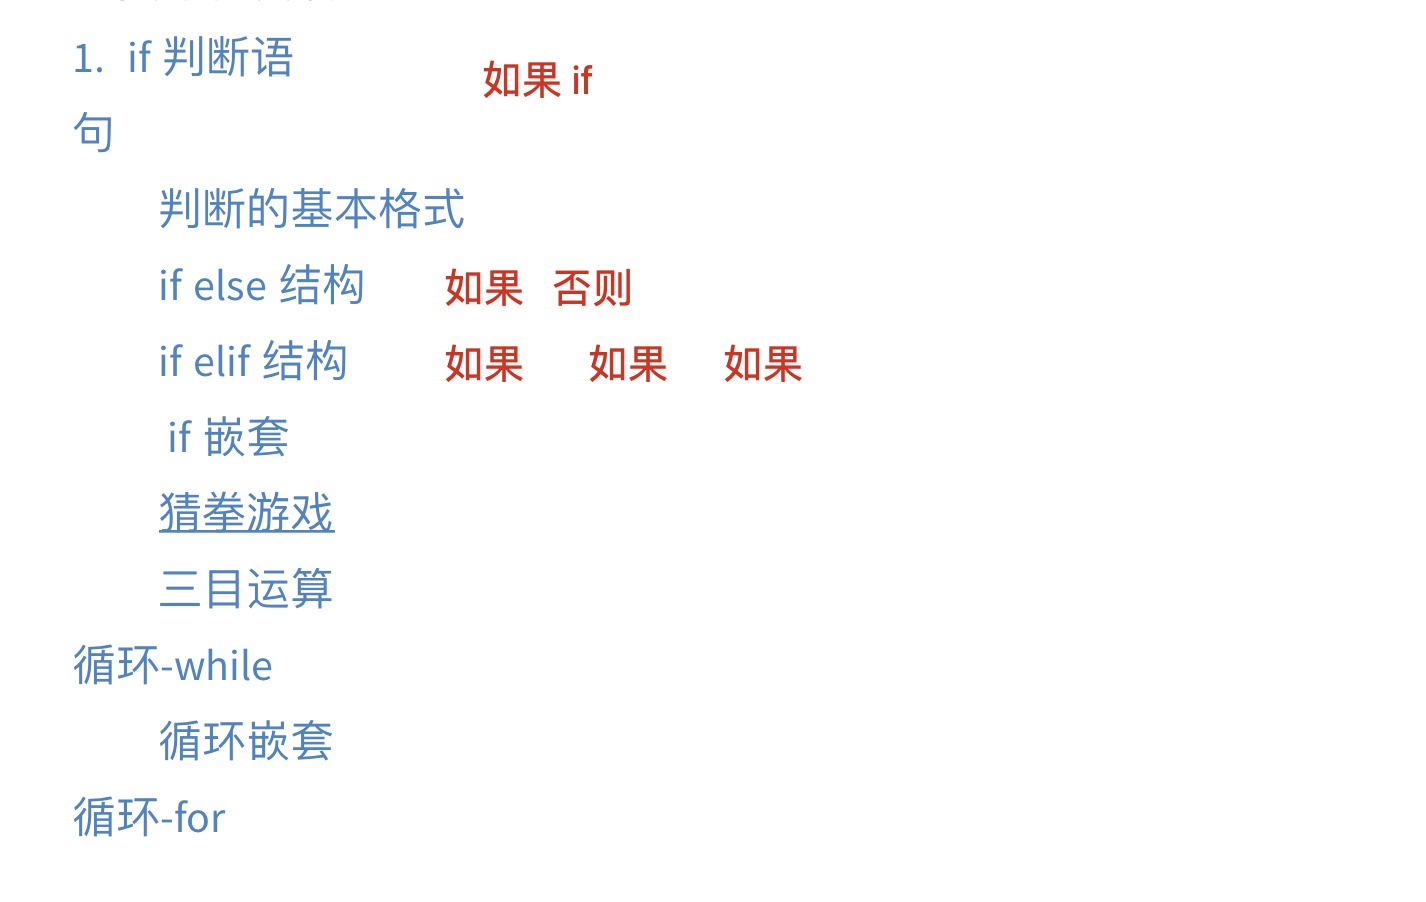 1. if 判断语
如果 if
句
判断的基本格式
if else 结构 如果 否则
if elif 结构 如果 如果 如果
if 嵌套
猜拳游戏
三目运算
循环-while
循环嵌套
循环-for